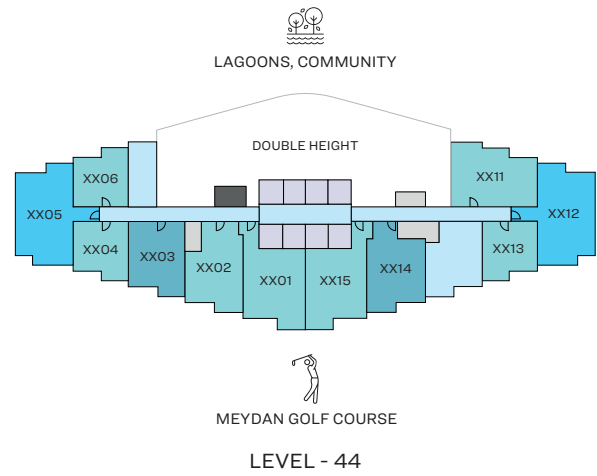 LAGOONS, COMMUNITY
DOUBLE HEIGHT
XX06
XX11
XX05
XX12
XX04
XX03
XX02
XX01
XX15
XX14
XX13
MEYDAN GOLF COURSE
LEVEL - 44